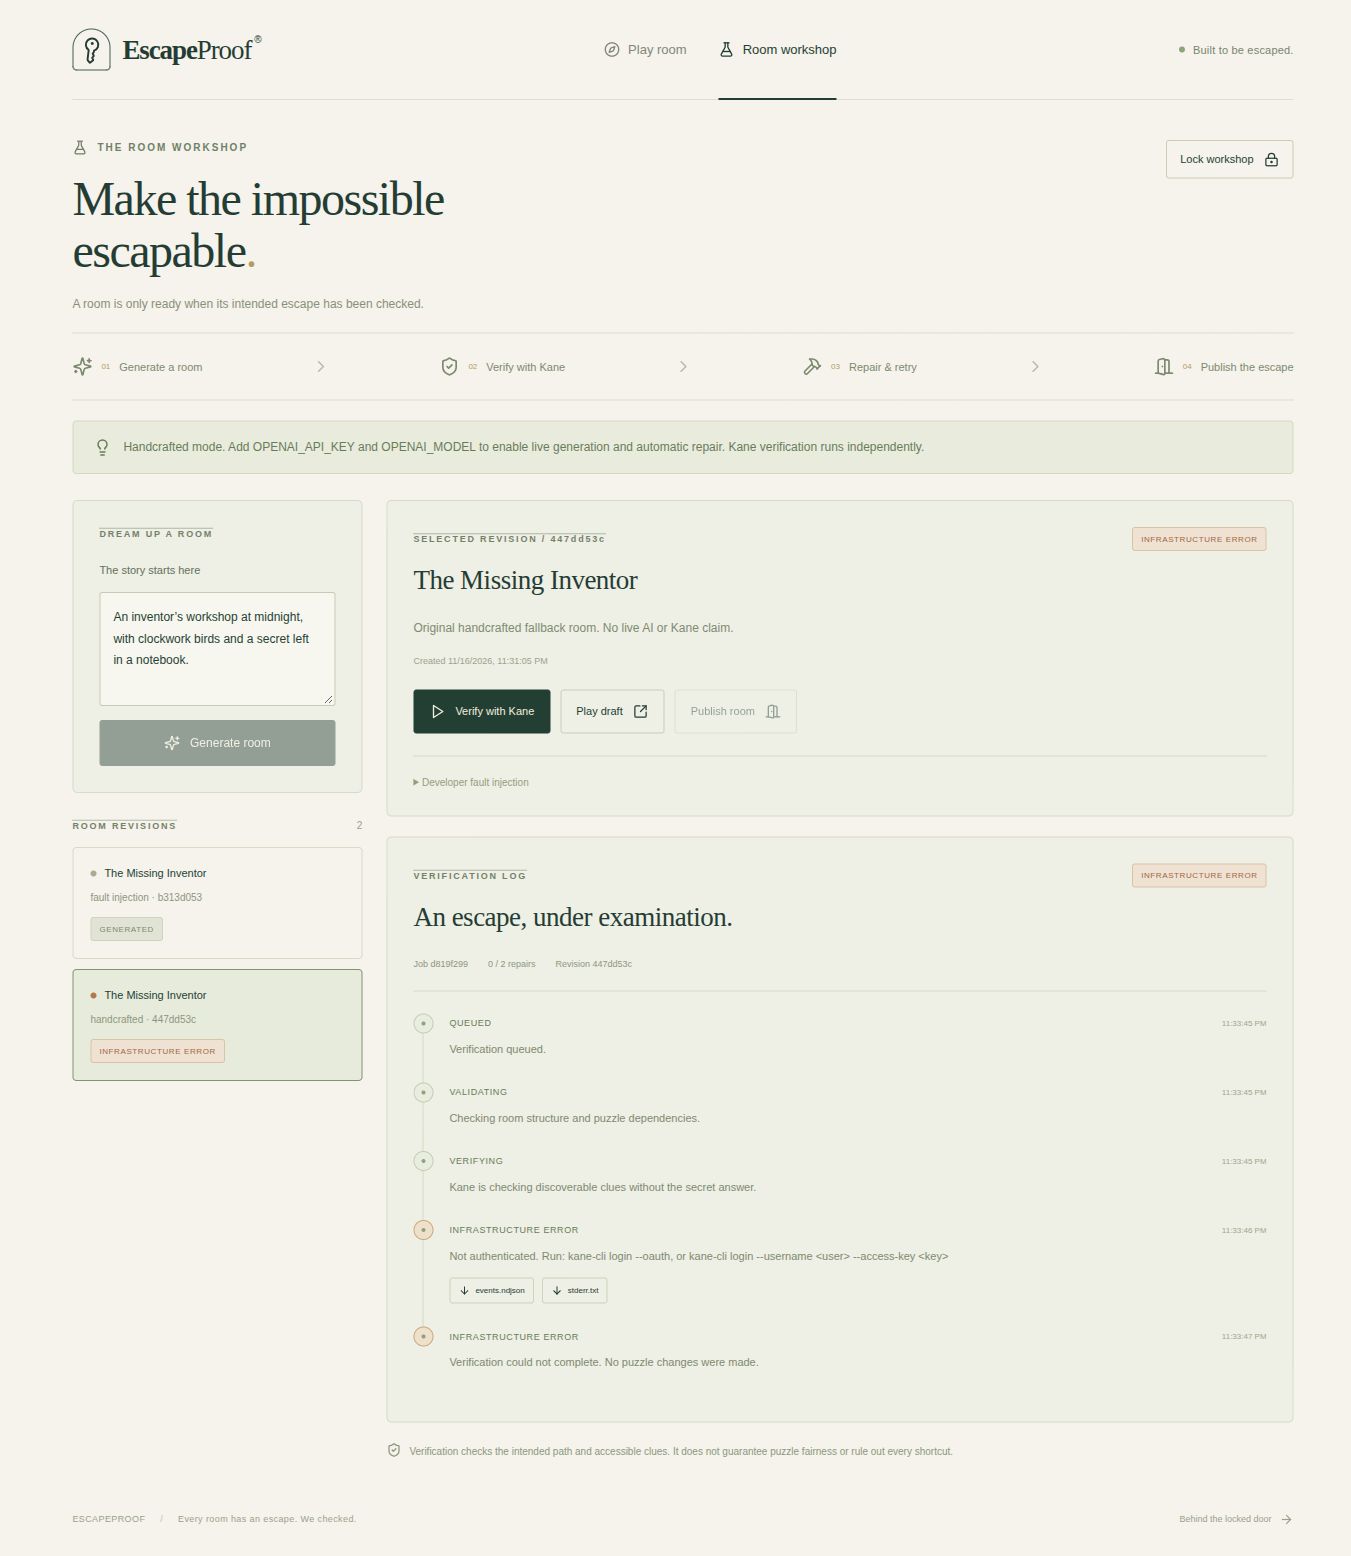 EscapeProof®
Play room
Room workshop
Built to be escaped.
THE ROOM WORKSHOP
Lock workshop
Make the impossible
escapable.
A room is only ready when its intended escape has been checked.
01 Generate a room
02 Verify with Kane
03 Repair & retry
04 Publish the escape
Handcrafted mode. Add OPENAI_API_KEY and OPENAI_MODEL to enable live generation and automatic repair. Kane verification runs independently.
DREAM UP A ROOM
The story starts here
An inventor’s workshop at midnight,
with clockwork birds and a secret left
in a notebook.
Generate room
ROOM REVISIONS 2
The Missing Inventor
fault injection · b313d053
GENERATED
The Missing Inventor
handcrafted · 447dd53c
INFRASTRUCTURE ERROR
SELECTED REVISION / 447dd53c
INFRASTRUCTURE ERROR
The Missing Inventor
Original handcrafted fallback room. No live AI or Kane claim.
Created 11/16/2026, 11:31:05 PM
Verify with Kane
Play draft
Publish room
Developer fault injection
VERIFICATION LOG
INFRASTRUCTURE ERROR
An escape, under examination.
Job d819f299 0 / 2 repairs Revision 447dd53c
QUEUED 11:33:45 PM
Verification queued.
VALIDATING 11:33:45 PM
Checking room structure and puzzle dependencies.
VERIFYING 11:33:45 PM
Kane is checking discoverable clues without the secret answer.
INFRASTRUCTURE ERROR 11:33:46 PM
Not authenticated. Run: kane-cli login --oauth, or kane-cli login --username <user> --access-key <key>
events.ndjson
stderr.txt
INFRASTRUCTURE ERROR 11:33:47 PM
Verification could not complete. No puzzle changes were made.
Verification checks the intended path and accessible clues. It does not guarantee puzzle fairness or rule out every shortcut.
ESCAPEPROOF / Every room has an escape. We checked.
Behind the locked door